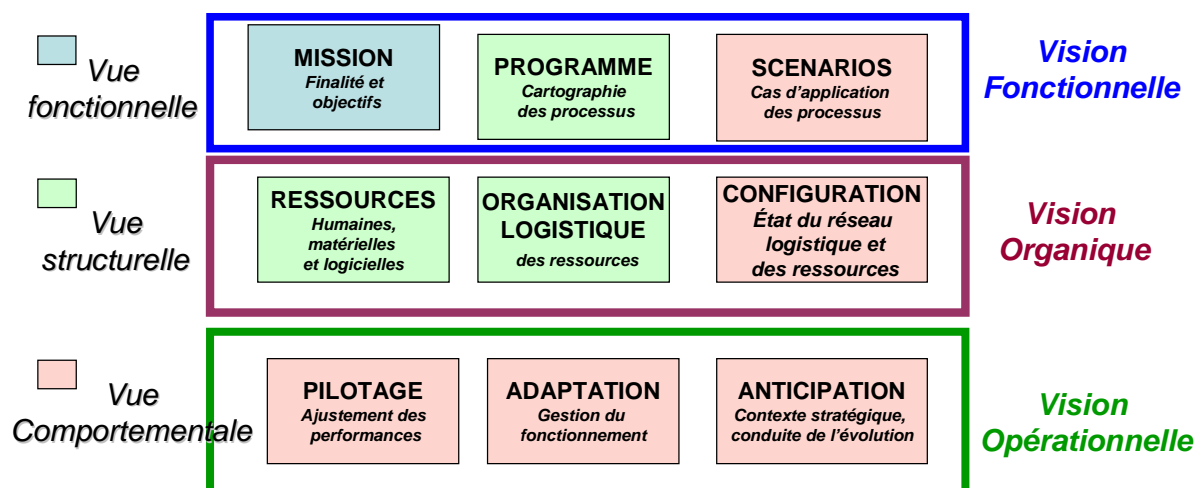 Vue
fonctionnelle
MISSION
Finalité et
objectifs
PROGRAMME
Cartographie
des processus
SCENARIOS
Cas d’application
des processus
Vision
Fonctionnelle
Vue
structurelle
RESSOURCES
Humaines,
matérielles
et logicielles
ORGANISATION
LOGISTIQUE
des ressources
CONFIGURATION
État du réseau
logistique et
des ressources
Vision
Organique
Vue
Comportementale
PILOTAGE
Ajustement des
performances
ADAPTATION
Gestion du
fonctionnement
ANTICIPATION
Contexte stratégique,
conduite de l’évolution
Vision
Opérationnelle